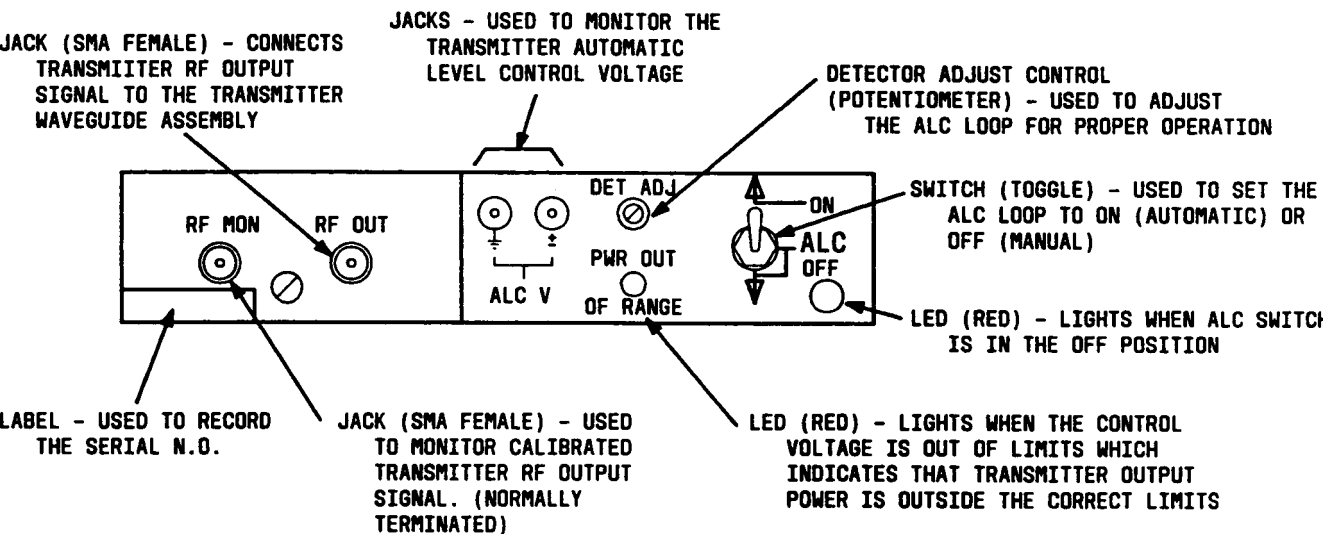 JACKS - USED TO MONITOR THE
TRANSMITTER AUTOMATIC
LEVEL CONTROL VOLTAGE
JACK (SMA FEMALE) - CONNECTS
TRANSMIITER RF OUTPUT
SIGNAL TO THE TRANSMITTER
WAVEGUIDE ASSEMBLY
DETECTOR ADJUST CONTROL
(POTENTIOMETER) - USED TO ADJUST
THE ALC LOOP FOR PROPER OPERATION
SWITCH (TOGGLE) - USED TO SET THE
ALC LOOP TO ON (AUTOMATIC) OR
OFF (MANUAL)
RF MON
RF OUT
±
ALC V
DET ADJ
PWR OUT
OF RANGE
ON
ALC
OFF
LED (RED) - LIGHTS WHEN ALC SWITCH
IS IN THE OFF POSITION
LABEL - USED TO RECORD
THE SERIAL N.O.
JACK (SMA FEMALE) - USED
TO MONITOR CALIBRATED
TRANSMITTER RF OUTPUT
SIGNAL. (NORMALLY
TERMINATED)
LED (RED) - LIGHTS WHEN THE CONTROL
VOLTAGE IS OUT OF LIMITS WHICH
INDICATES THAT TRANSMITTER OUTPUT
POWER IS OUTSIDE THE CORRECT LIMITS